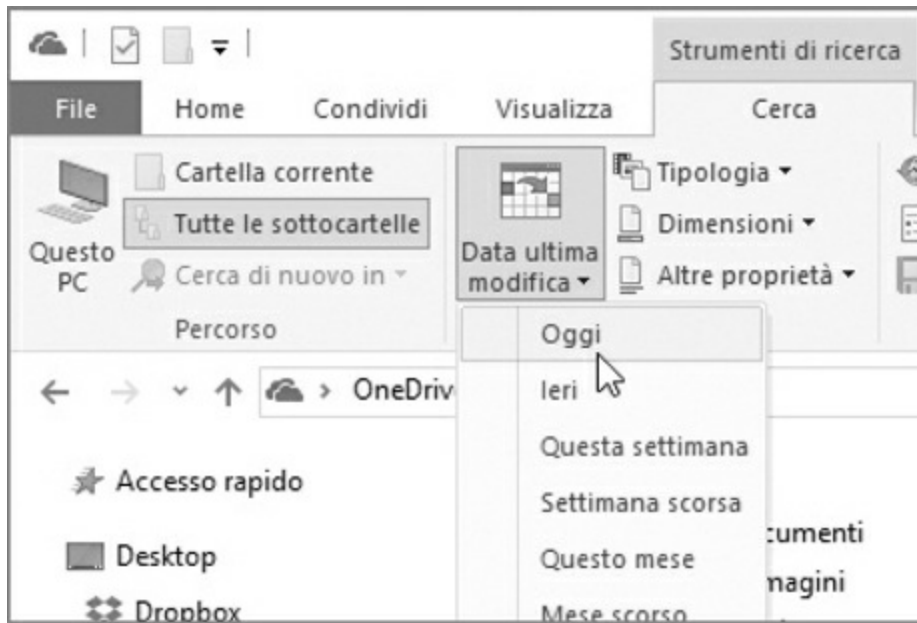 Strumenti di ricerca
File Home Condividi Visualizza Cerca
Cartella corrente
Tutte le sottocartelle
Cerca di nuovo in
Questo
PC
Percorso
Data ultima
modifica
Tipologia
Dimensioni
Altre proprietà
Oggi
Ieri
Questa settimana
Settimana scorsa
Questo mese
Mese scorso
OneDriv
Accesso rapido
Desktop
Dropbox
cumenti
magini